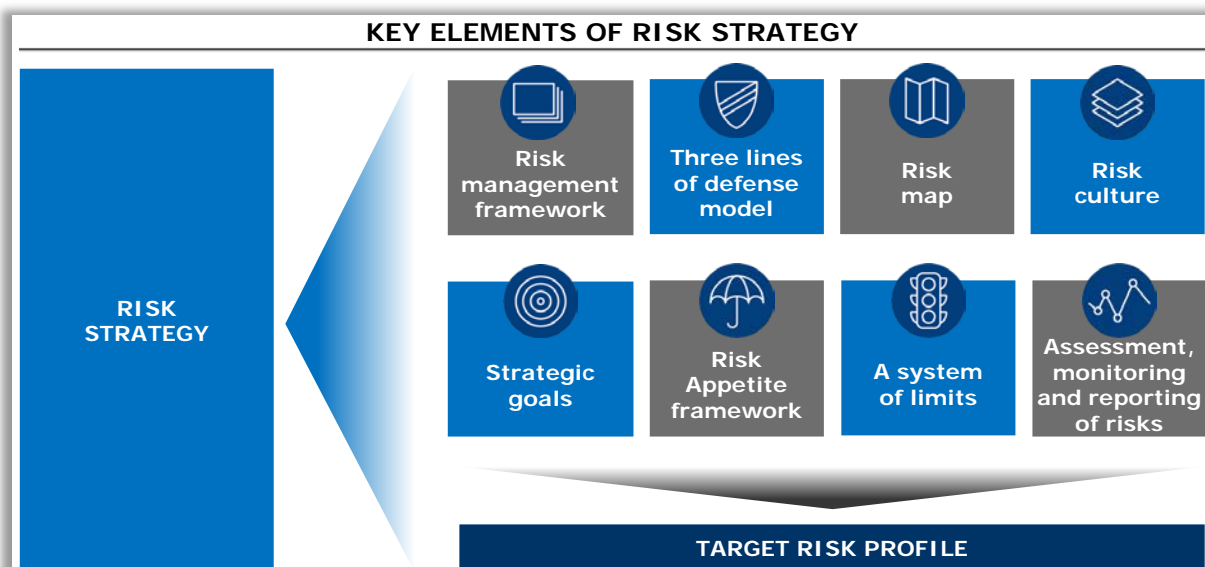 KEY ELEMENTS OF RISK STRATEGY
RISK
STRATEGY
Risk
management
framework
Three lines
of defense
model
Risk
map
Risk
culture
Strategic
goals
Risk
Appetite
framework
A system
of limits
Assessment,
monitoring
and reporting
of risks
TARGET RISK PROFILE